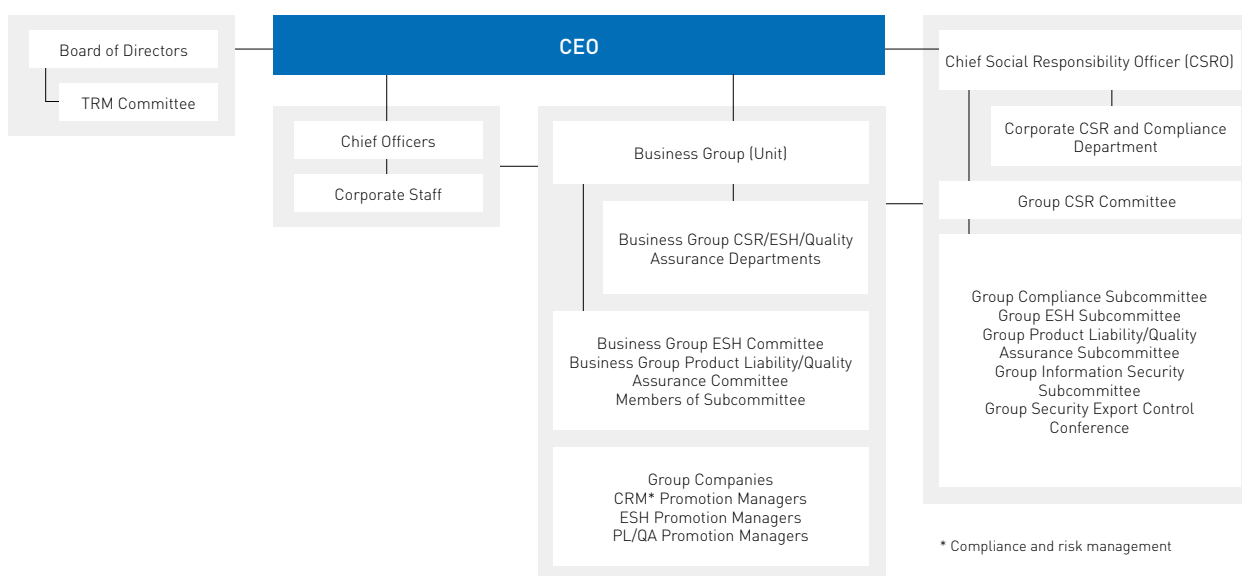 Board of Directors
TRM Committee
CEO
Chief Officers
Corporate Staff
Business Group (Unit)
Business Group CSR/ESH/Quality
Assurance Departments
Business Group ESH Committee
Business Group Product Liability/Quality
Assurance Committee
Members of Subcommittee
Group Companies
CRM* Promotion Managers
ESH Promotion Managers
PL/QA Promotion Managers
Chief Social Responsibility Officer (CSRO)
Corporate CSR and Compliance
Department
Group CSR Committee
Group Compliance Subcommittee
Group ESH Subcommittee
Group Product Liability/Quality
Assurance Subcommittee
Group Information Security
Subcommittee
Group Security Export Control
Conference
* Compliance and risk management